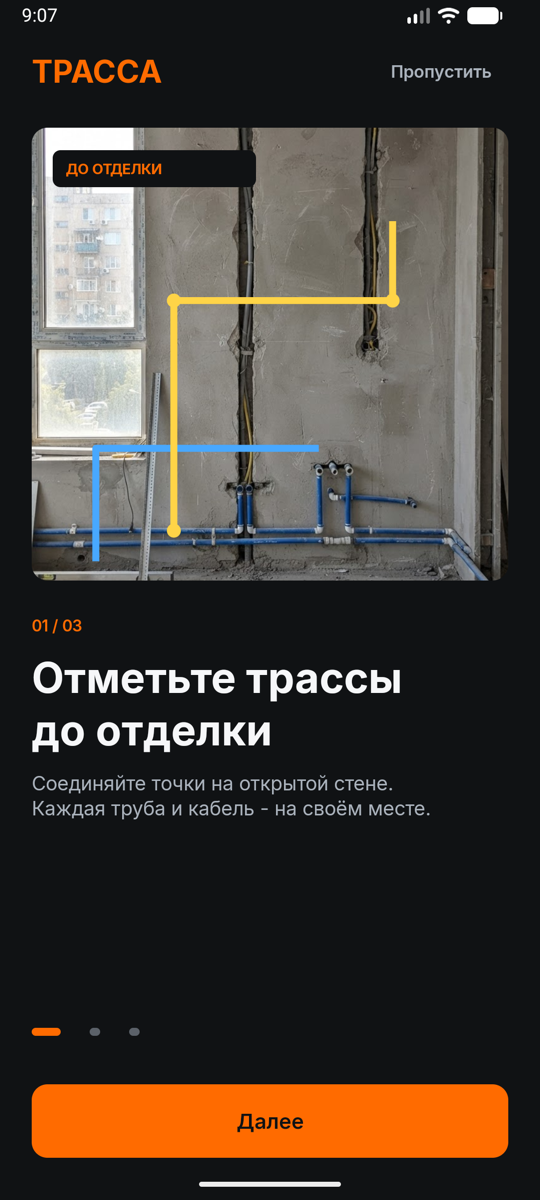 9:07
ТРАССА
Пропустить
ДО ОТДЕЛКИ
01 / 03
Отметьте трассы
до отделки
Соединяйте точки на открытой стене.
Каждая труба и кабель - на своём месте.
Далее